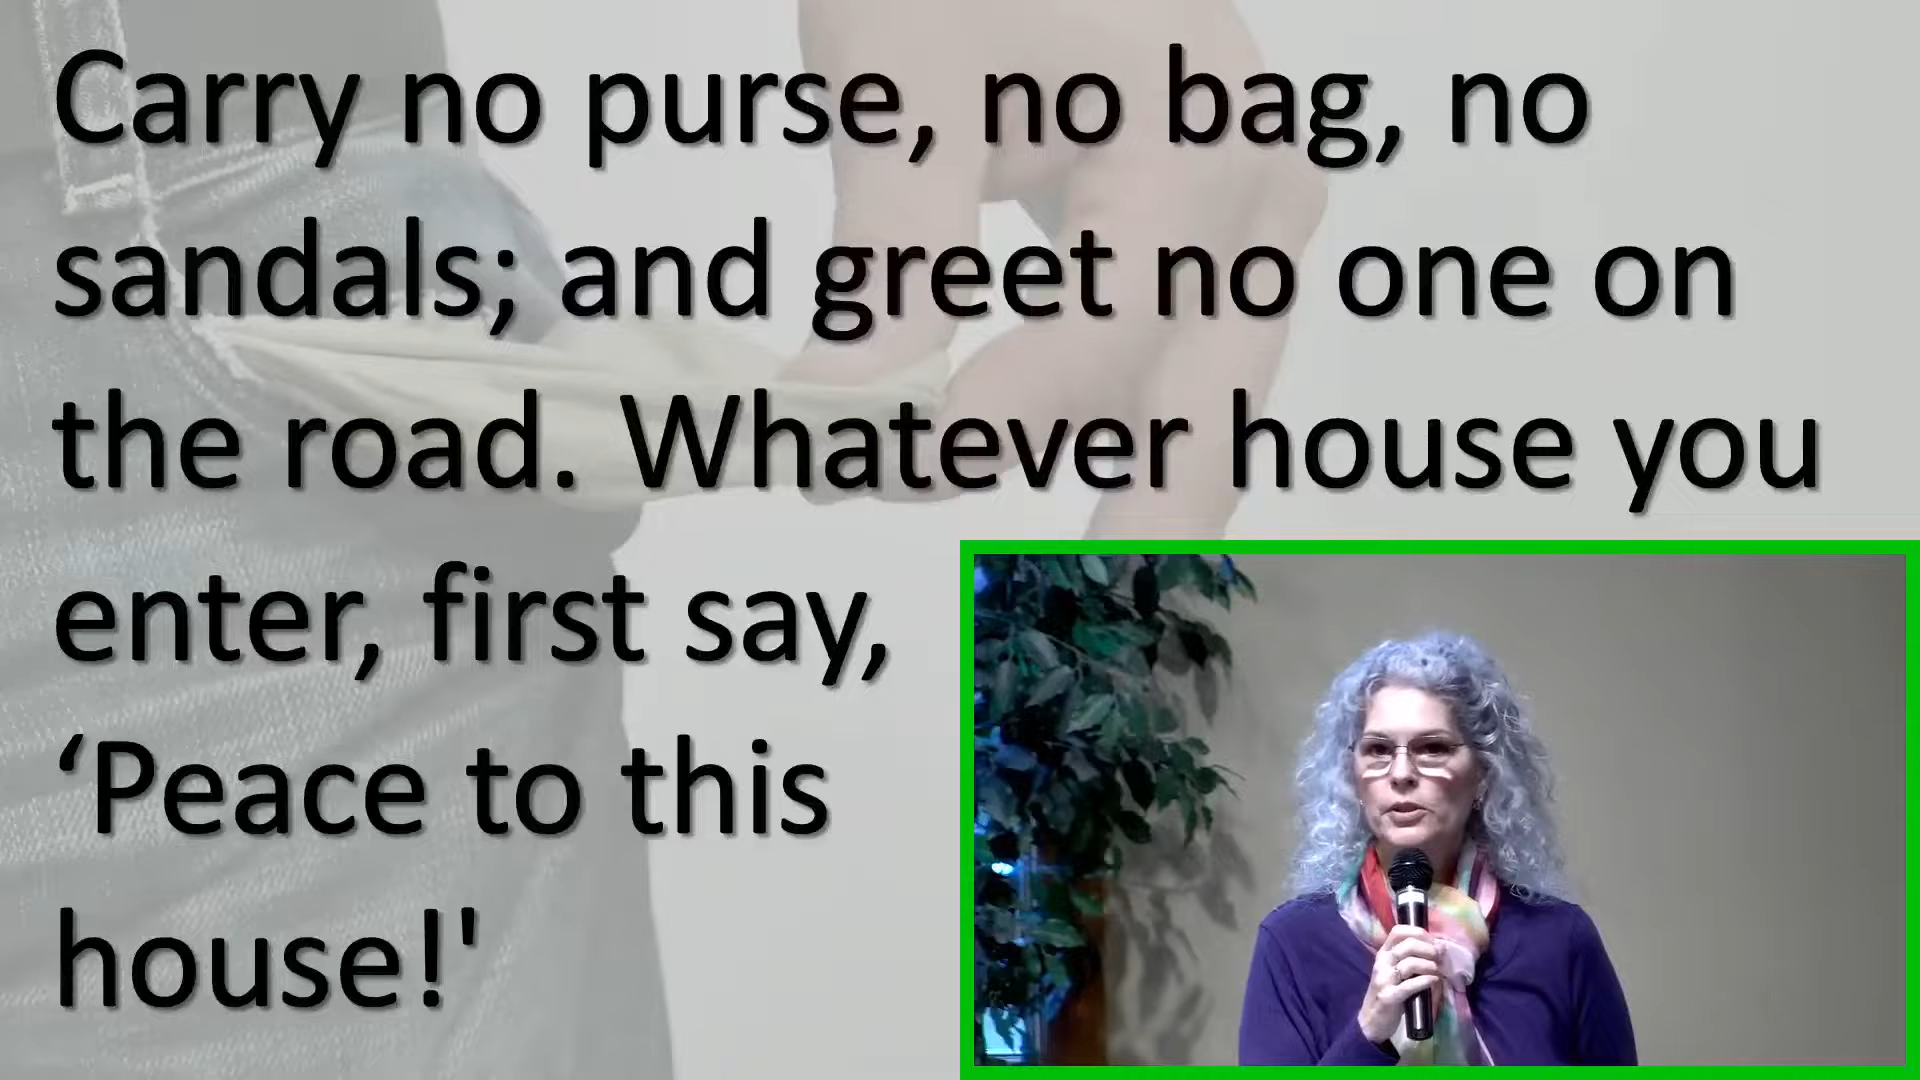 Carry no purse, no bag, no
sandals; and greet no one on
the road. Whatever house you
enter, first say,
‘Peace to this
house!'